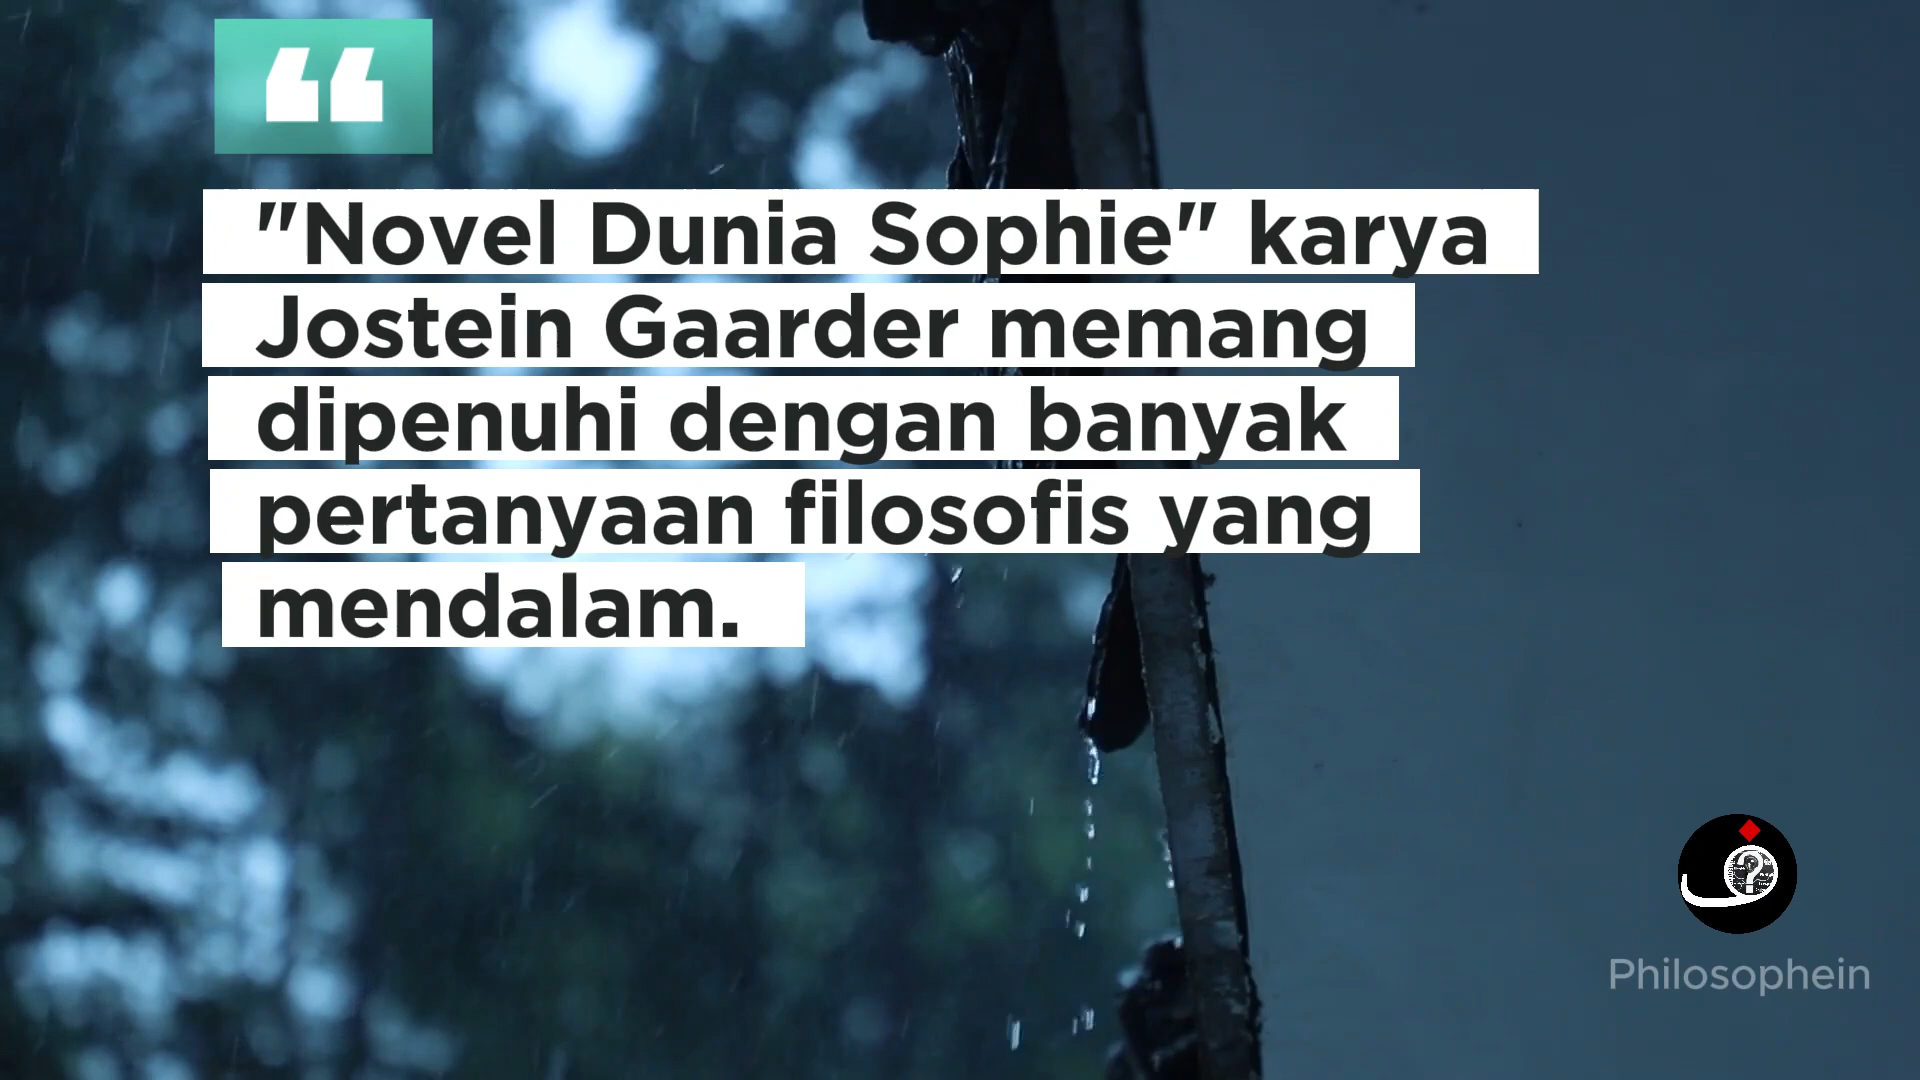 "Novel Dunia Sophie" karya
Jostein Gaarder memang
dipenuhi dengan banyak
pertanyaan filosofis yang
mendalam.
Philosophein